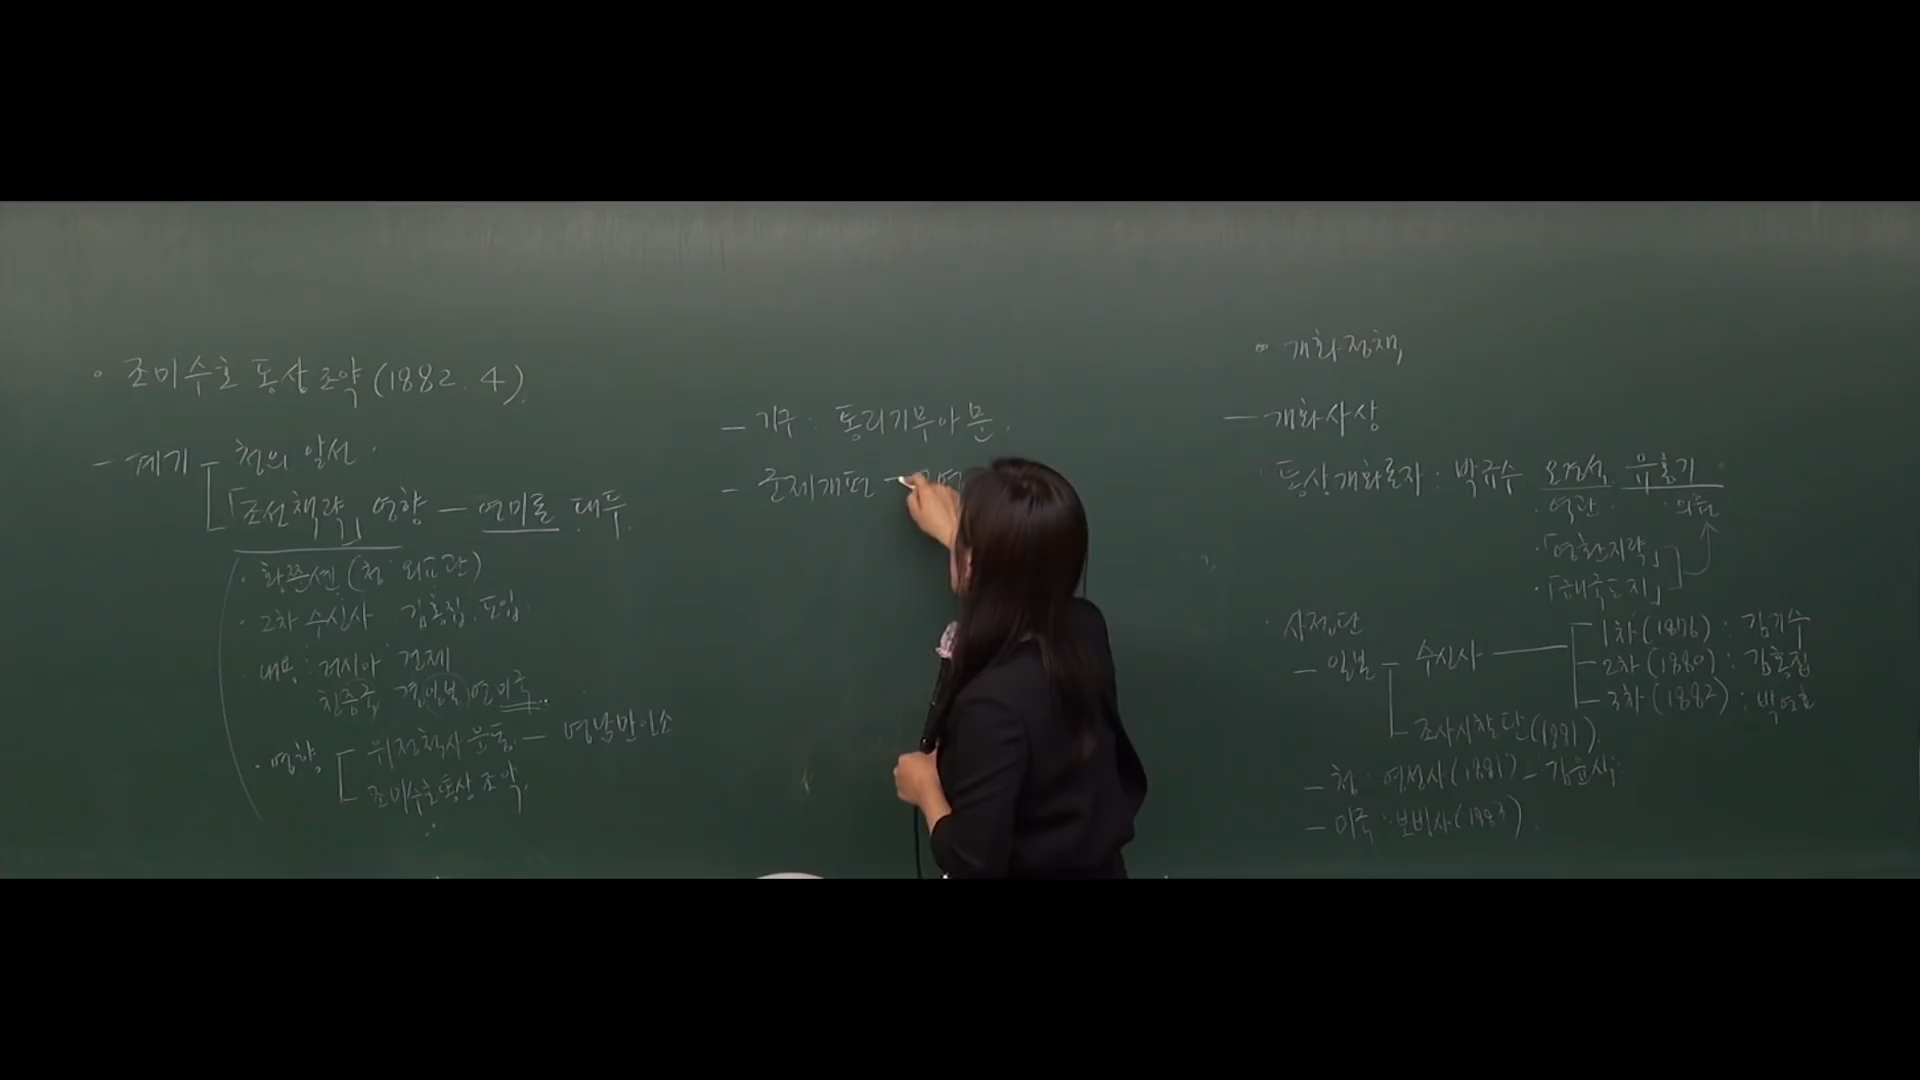 • 조미수호통상조약(1882. 4).
- 계기 - 청의 알선.
「조선책략」 영향 - 연미론 대두.
· 황쭌셴(청 외교관)
· 2차 수신사 김홍집. 도입.
· 내용: 러시아 견제
친중국 결일본 연미국..
· 영향 위정척사 운동. - 영남만인소
조미수호통상조약.
- 기구: 통리기무아문.
- 군제개편 -
• 개화정책,
- 개화사상
· 통상개화론자: 박규수 오경석. 유홍기.
· 역관. · 의관
·「영환지략」
·「해국도지」
· 사절단
- 일본 - 수신사 - 1차(1876): 김기수
- 2차(1880): 김홍집
- 3차(1882): 박영효
조사시찰단(1881).
- 청: 영선사(1881) - 김윤식.
- 미국: 보빙사(1883).